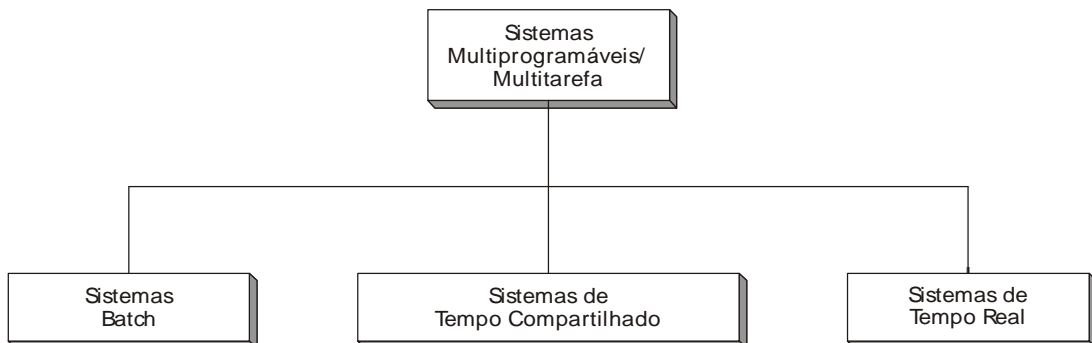 Sistemas
Multiprogramáveis/
Multitarefa
Sistemas
Batch
Sistemas de
Tempo Compartilhado
Sistemas de
Tempo Real